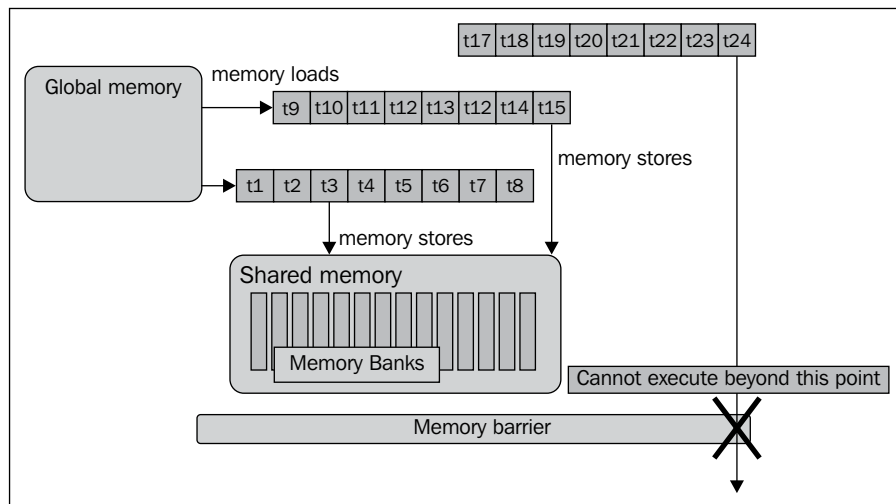 t17 t18 t19 t20 t21 t22 t23 t24
Global memory
memory loads
t9 t10 t11 t12 t13 t12 t14 t15
memory stores
t1 t2 t3 t4 t5 t6 t7 t8
memory stores
Shared memory
Memory Banks
Cannot execute beyond this point
Memory barrier